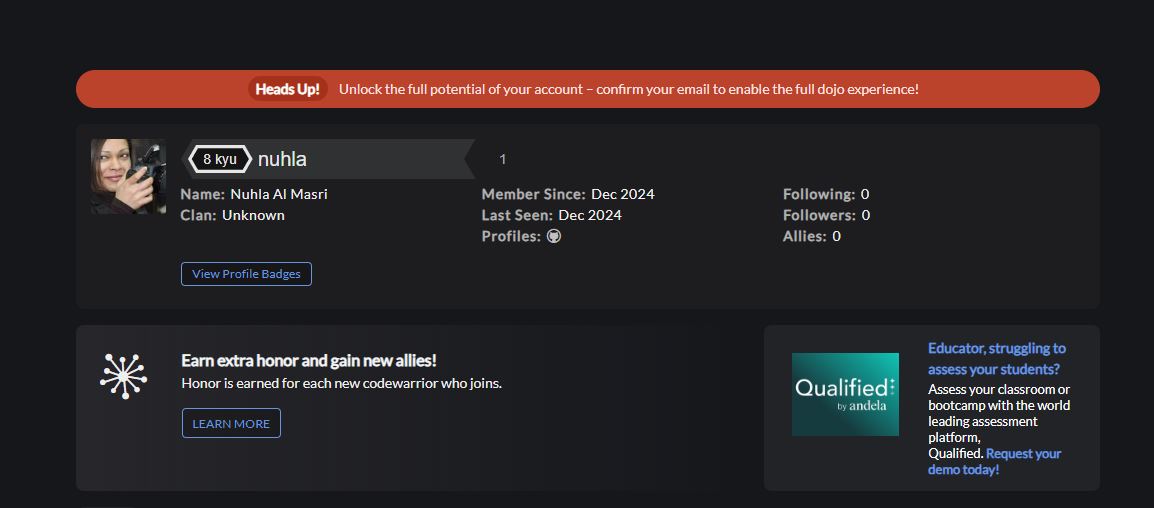 Heads Up! Unlock the full potential of your account – confirm your email to enable the full dojo experience!
8 kyu nuhla 1
Name: Nuhla Al Masri
Clan: Unknown
Member Since: Dec 2024
Last Seen: Dec 2024
Profiles:
Following: 0
Followers: 0
Allies: 0
View Profile Badges
Earn extra honor and gain new allies!
Honor is earned for each new codewarrior who joins.
LEARN MORE
Qualified
by andela
Educator, struggling to
assess your students?
Assess your classroom or
bootcamp with the world
leading assessment
platform,
Qualified. Request your
demo today!